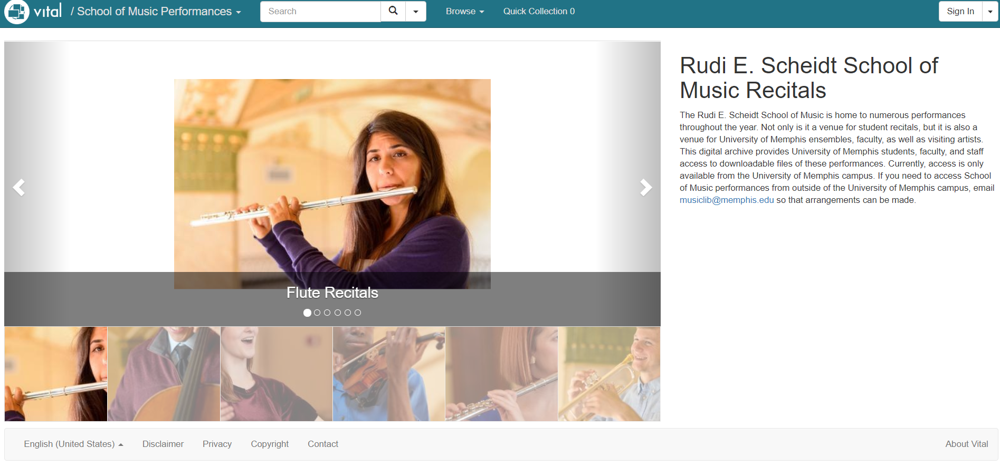 vital / School of Music Performances
Search
Browse
Quick Collection 0
Sign In
Flute Recitals
Rudi E. Scheidt School of
Music Recitals
The Rudi E. Scheidt School of Music is home to numerous performances
throughout the year. Not only is it a venue for student recitals, but it is also a
venue for University of Memphis ensembles, faculty, as well as visiting artists.
This digital archive provides University of Memphis students, faculty, and staff
access to downloadable files of these performances. Currently, access is only
available from the University of Memphis campus. If you need to access School
of Music performances from outside of the University of Memphis campus, email
musiclib@memphis.edu so that arrangements can be made.
English (United States)
Disclaimer
Privacy
Copyright
Contact
About Vital